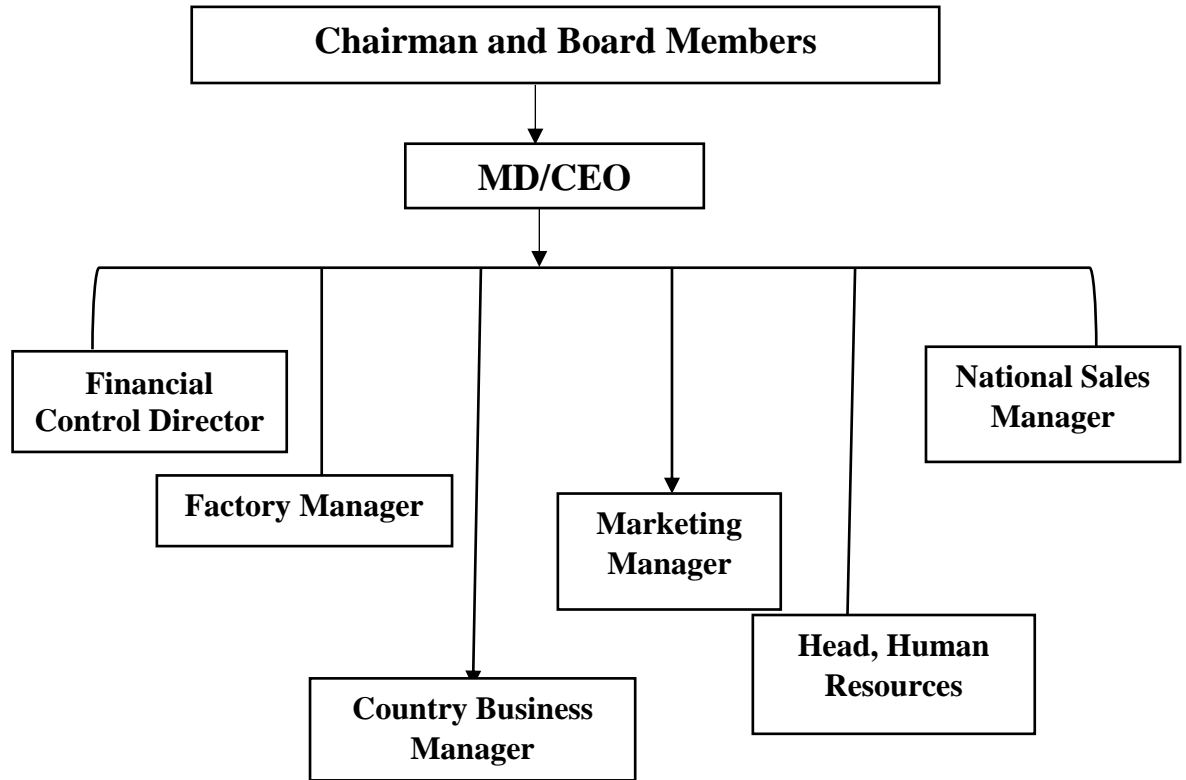 Chairman and Board Members
MD/CEO
Financial
Control Director
National Sales
Manager
Factory Manager
Marketing
Manager
Head, Human
Resources
Country Business
Manager